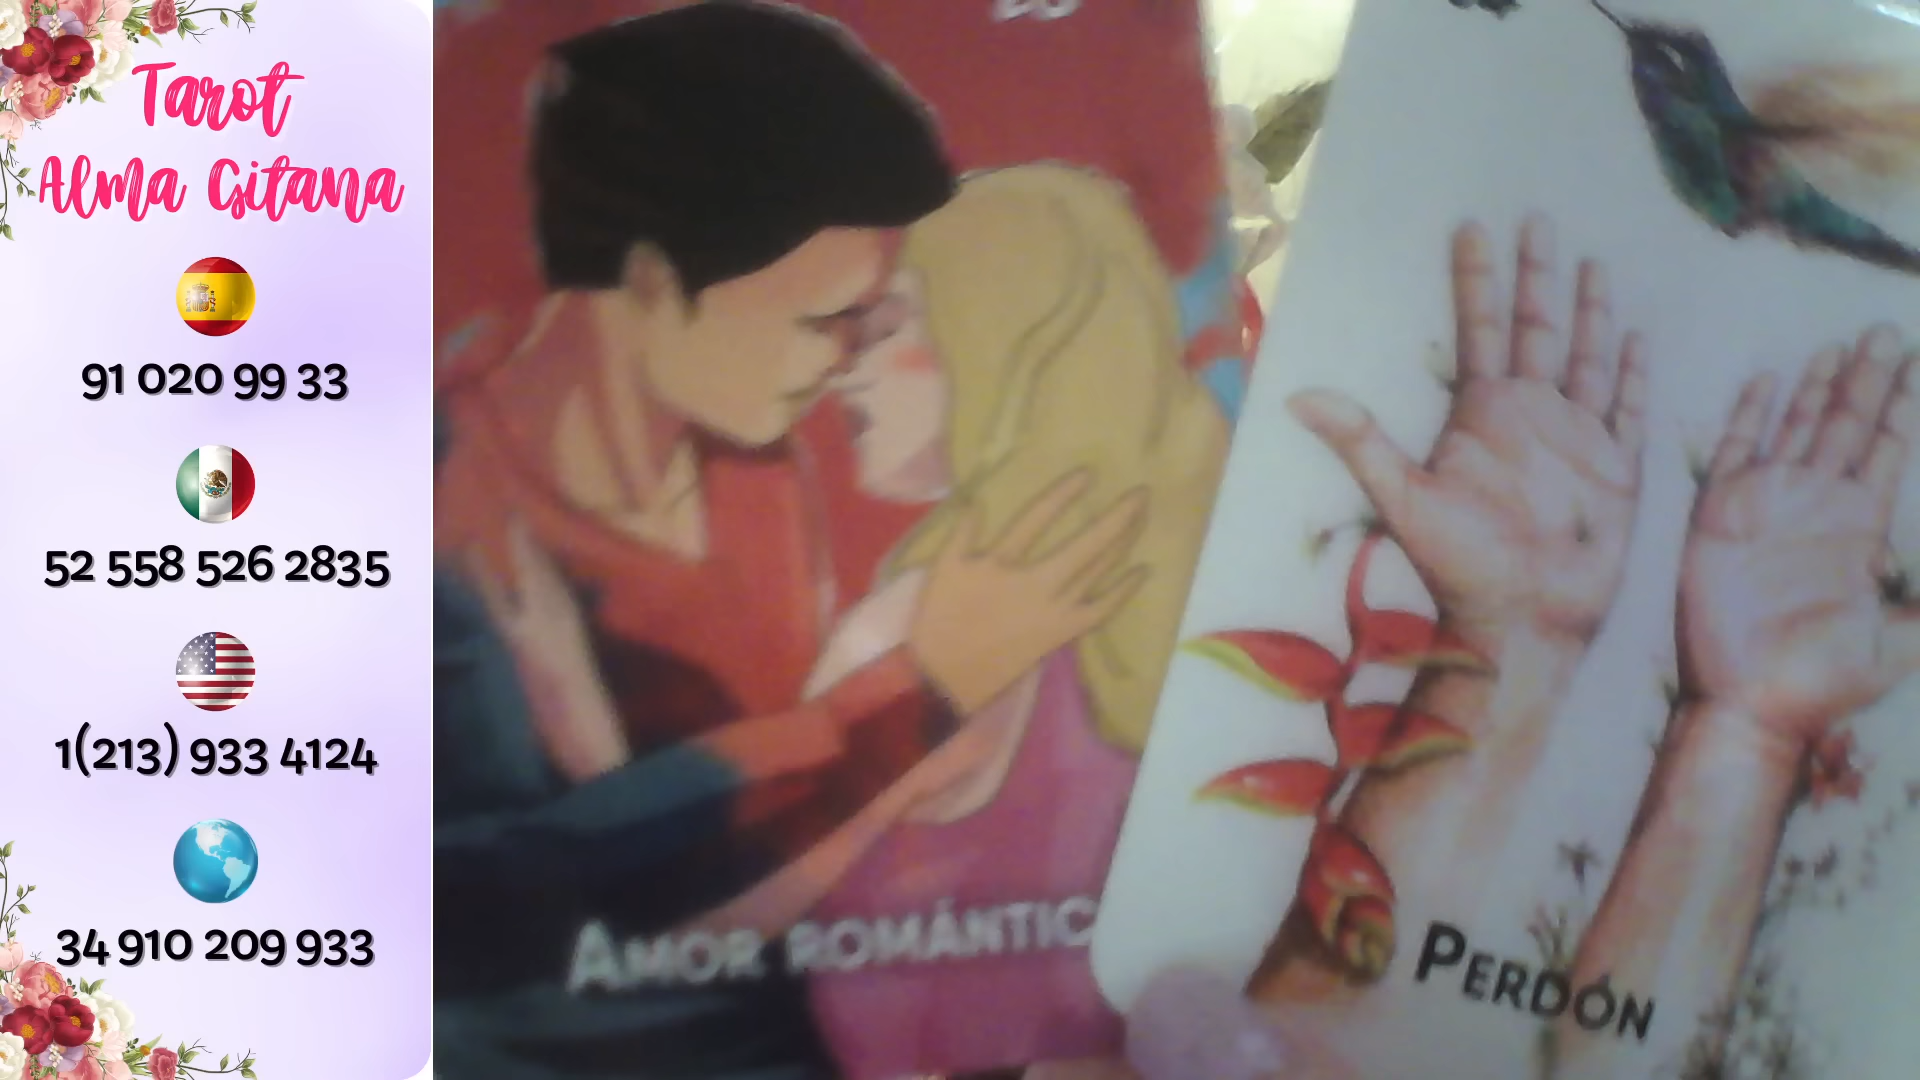 Tarot
Alma Gitana
91 020 99 33
52 558 526 2835
1(213) 933 4124
34 910 209 933
AMOR ROMÁNTIC
PERDÓN